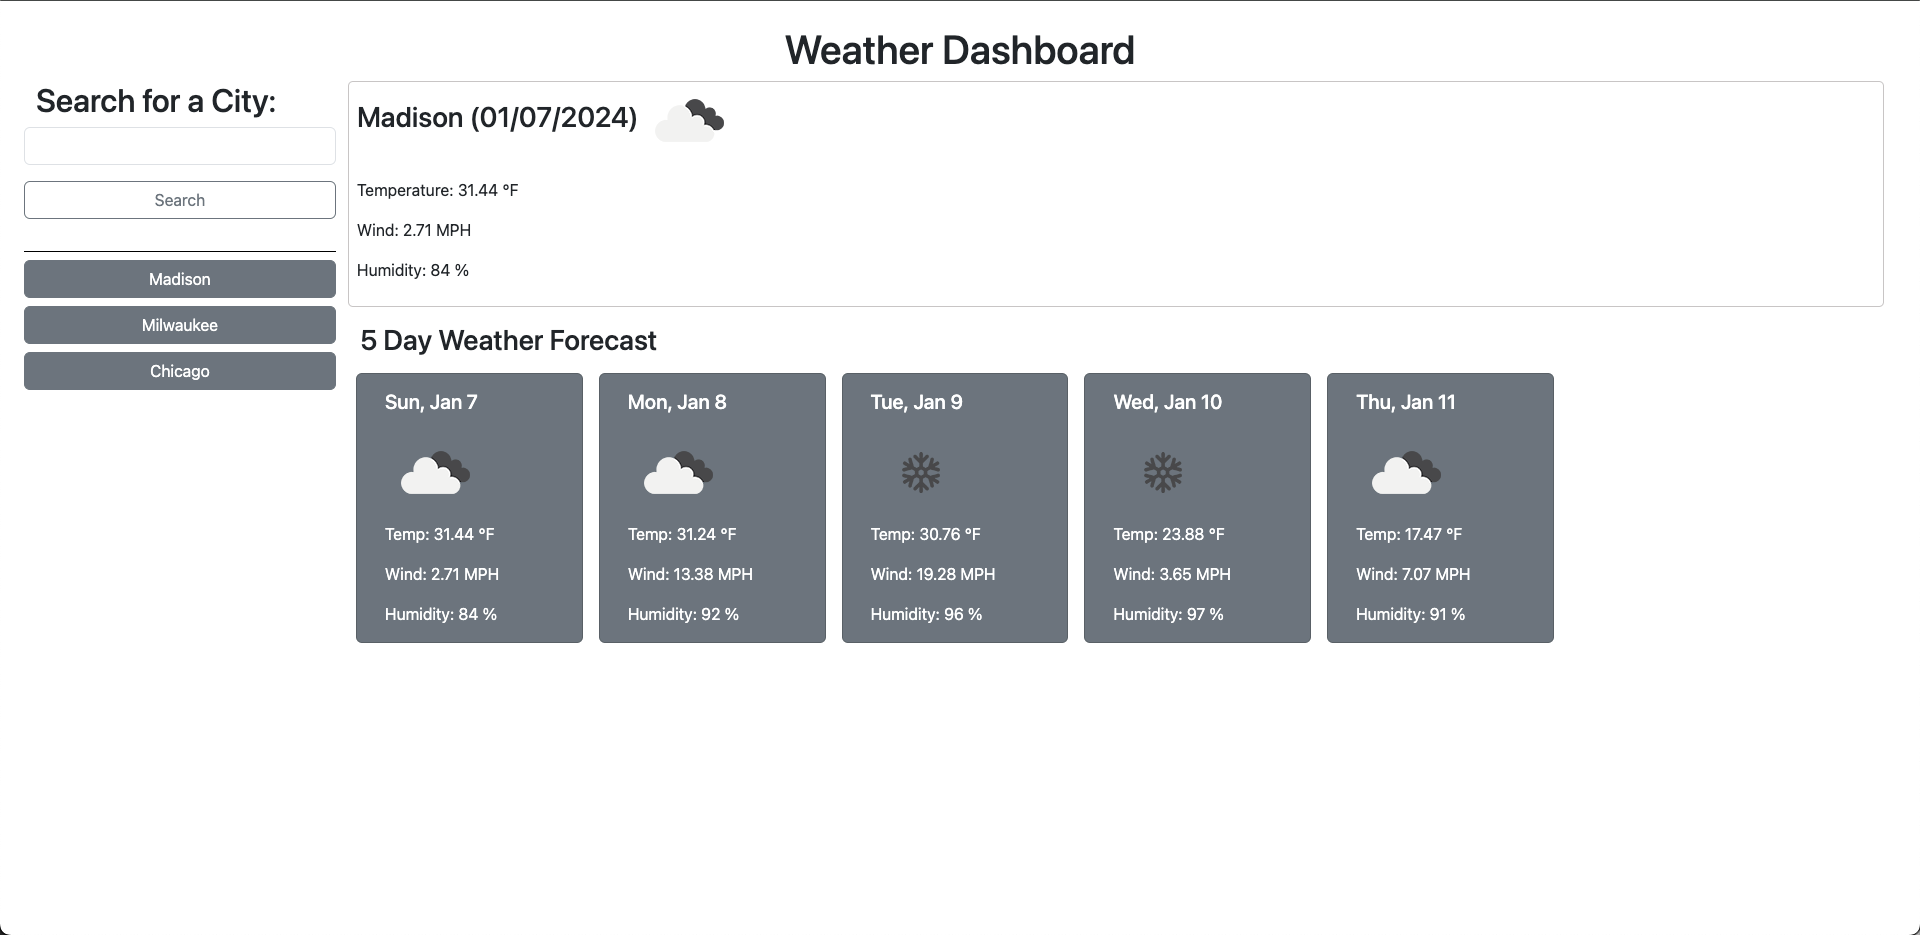 Weather Dashboard
Search for a City:
Search
Madison
Milwaukee
Chicago
Madison (01/07/2024)
Temperature: 31.44 °F
Wind: 2.71 MPH
Humidity: 84 %
5 Day Weather Forecast
Sun, Jan 7
Temp: 31.44 °F
Wind: 2.71 MPH
Humidity: 84 %
Mon, Jan 8
Temp: 31.24 °F
Wind: 13.38 MPH
Humidity: 92 %
Tue, Jan 9
Temp: 30.76 °F
Wind: 19.28 MPH
Humidity: 96 %
Wed, Jan 10
Temp: 23.88 °F
Wind: 3.65 MPH
Humidity: 97 %
Thu, Jan 11
Temp: 17.47 °F
Wind: 7.07 MPH
Humidity: 91 %